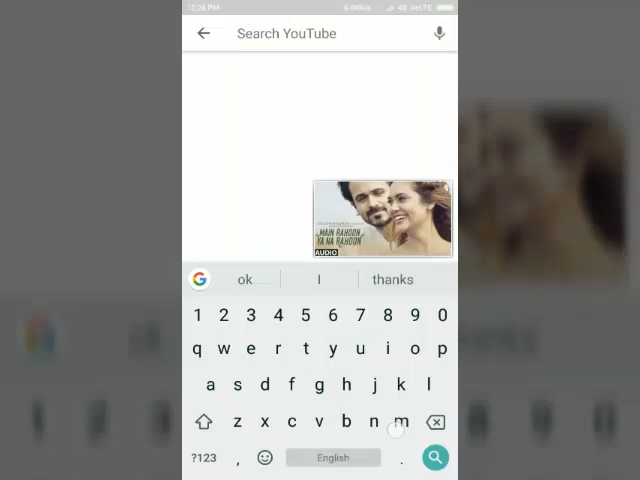 12:26 PM
4G VoLTE
Search YouTube
MAIN RAHOON
YA NA RAHOON
AUDIO
G ok I thanks
1 2 3 4 5 6 7 8 9 0
q w e r t y u i o p
a s d f g h j k l
z x c v b n m
?123 , English .